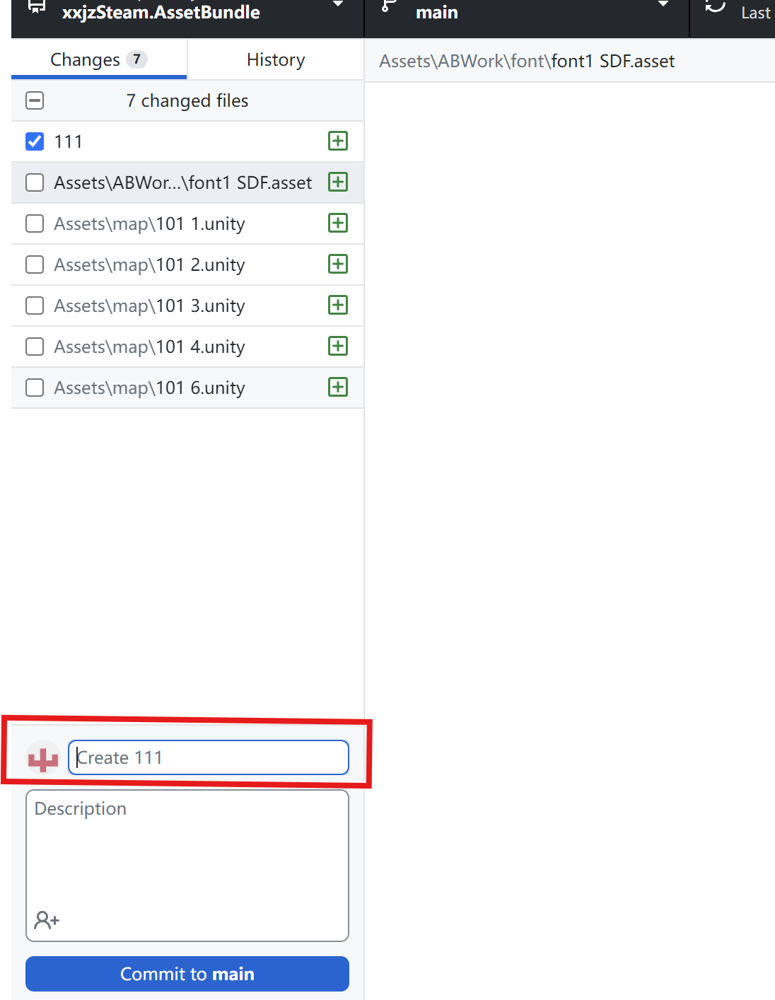 xxjzSteam.AssetBundle
main
Last
Changes 7
History
Assets\ABWork\font\font1 SDF.asset
7 changed files
111
Assets\ABWor...\font1 SDF.asset
Assets\map\101 1.unity
Assets\map\101 2.unity
Assets\map\101 3.unity
Assets\map\101 4.unity
Assets\map\101 6.unity
Create 111
Description
Commit to main